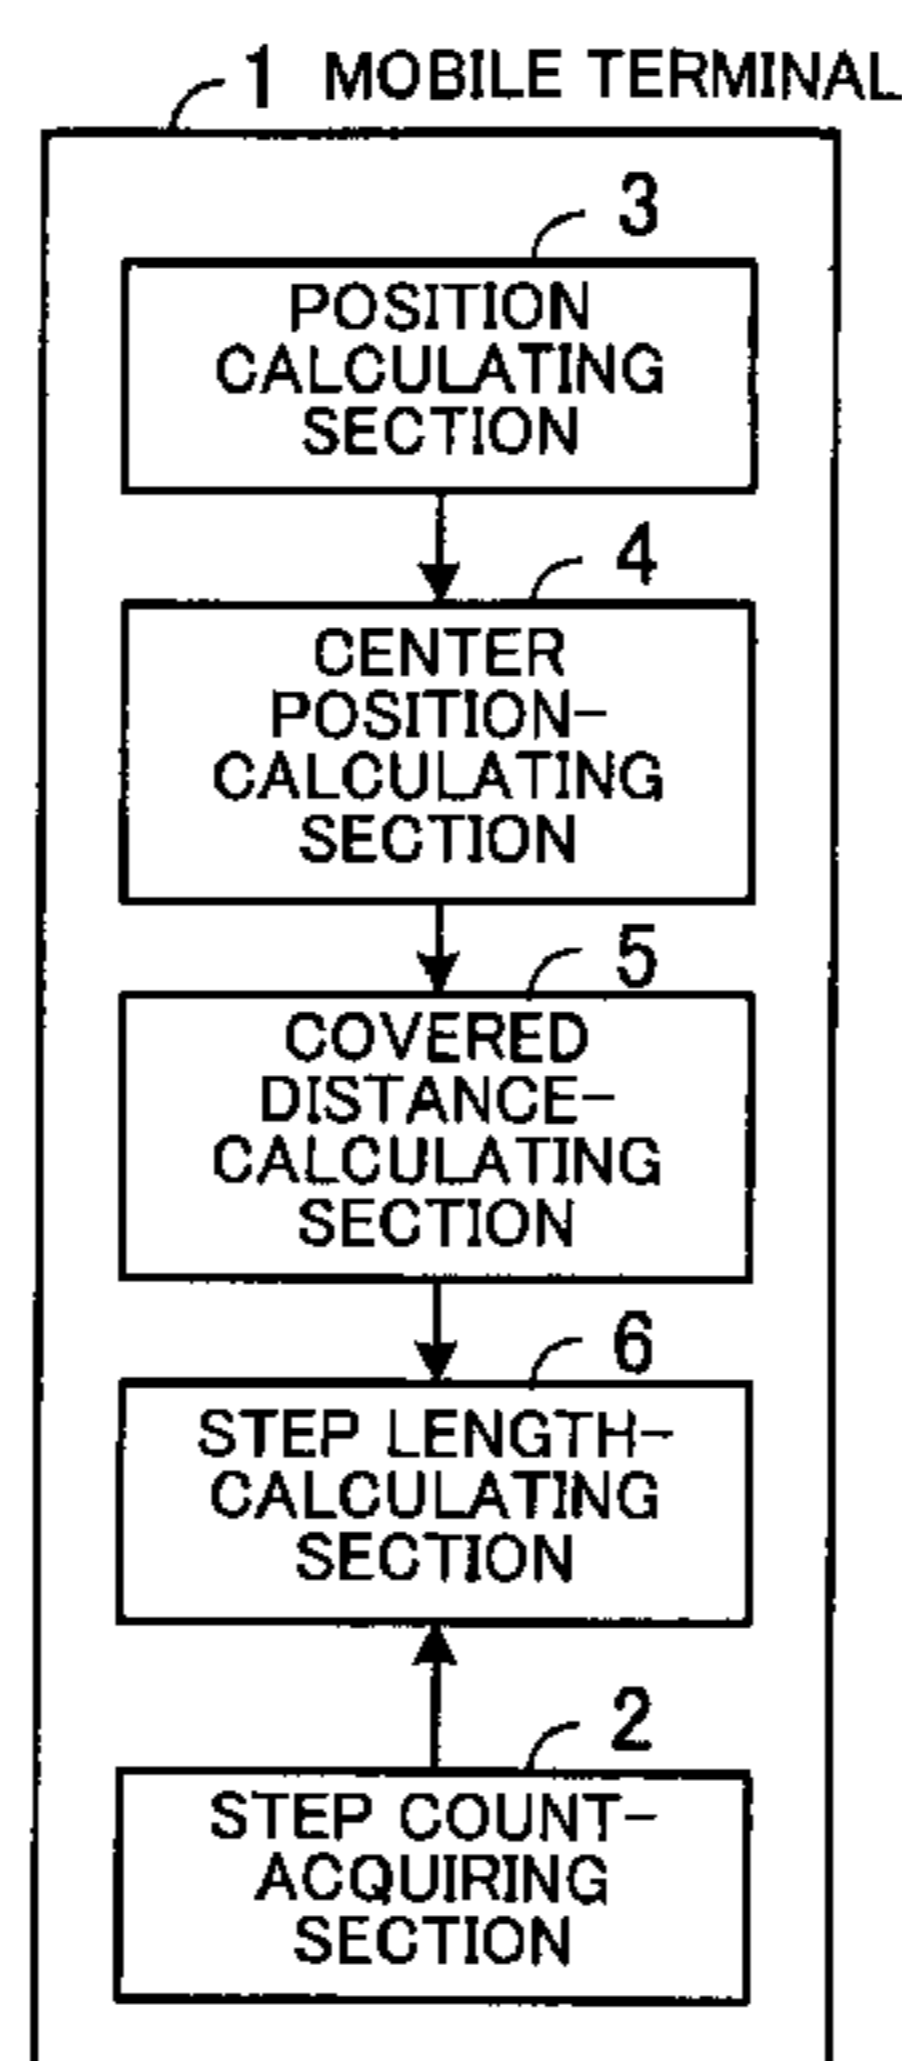 1 MOBILE TERMINAL
3
POSITION
CALCULATING
SECTION
4
CENTER
POSITION-
CALCULATING
SECTION
5
COVERED
DISTANCE-
CALCULATING
SECTION
6
STEP LENGTH-
CALCULATING
SECTION
2
STEP COUNT-
ACQUIRING
SECTION